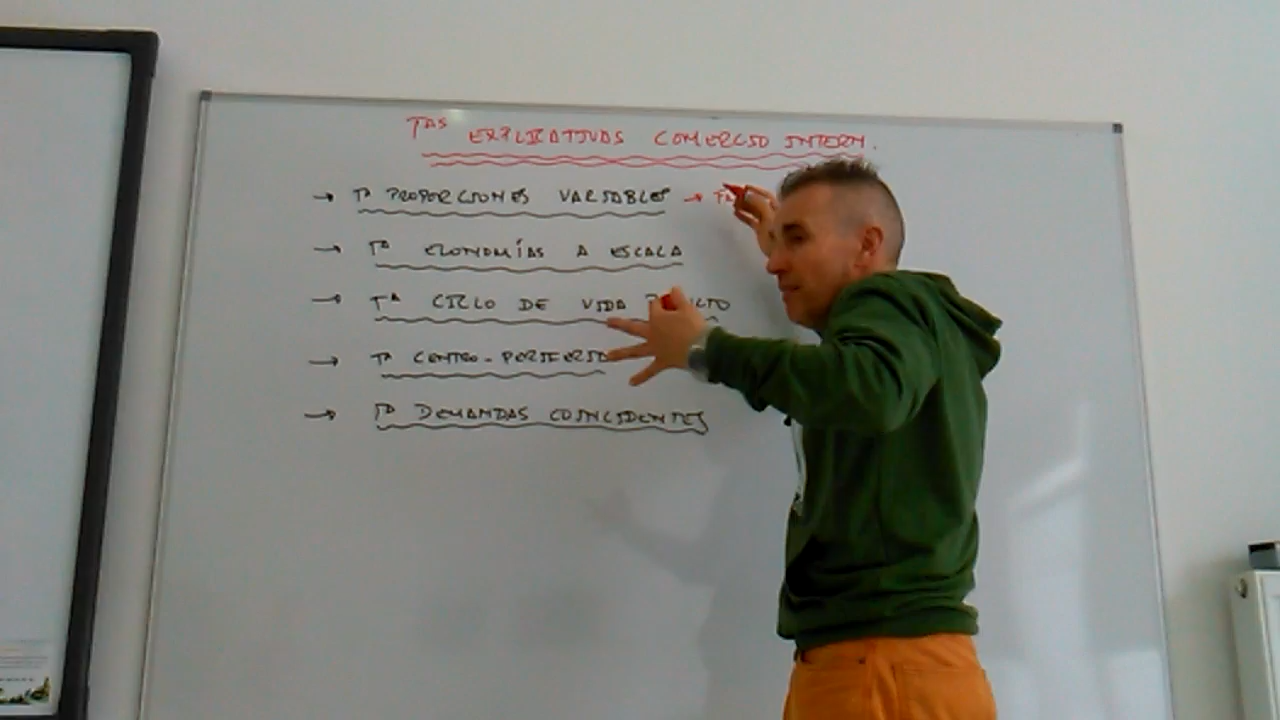 Tas EXPLICATIVAS COMERCIO INTERN.
→ Ta PROPORCIONES VARIABLES →
→ Ta ECONOMÍAS A ESCALA
→ Ta CICLO DE VIDA
→ Ta CENTRO-PERIFERIA
→ Ta DEMANDAS COINCIDENTES